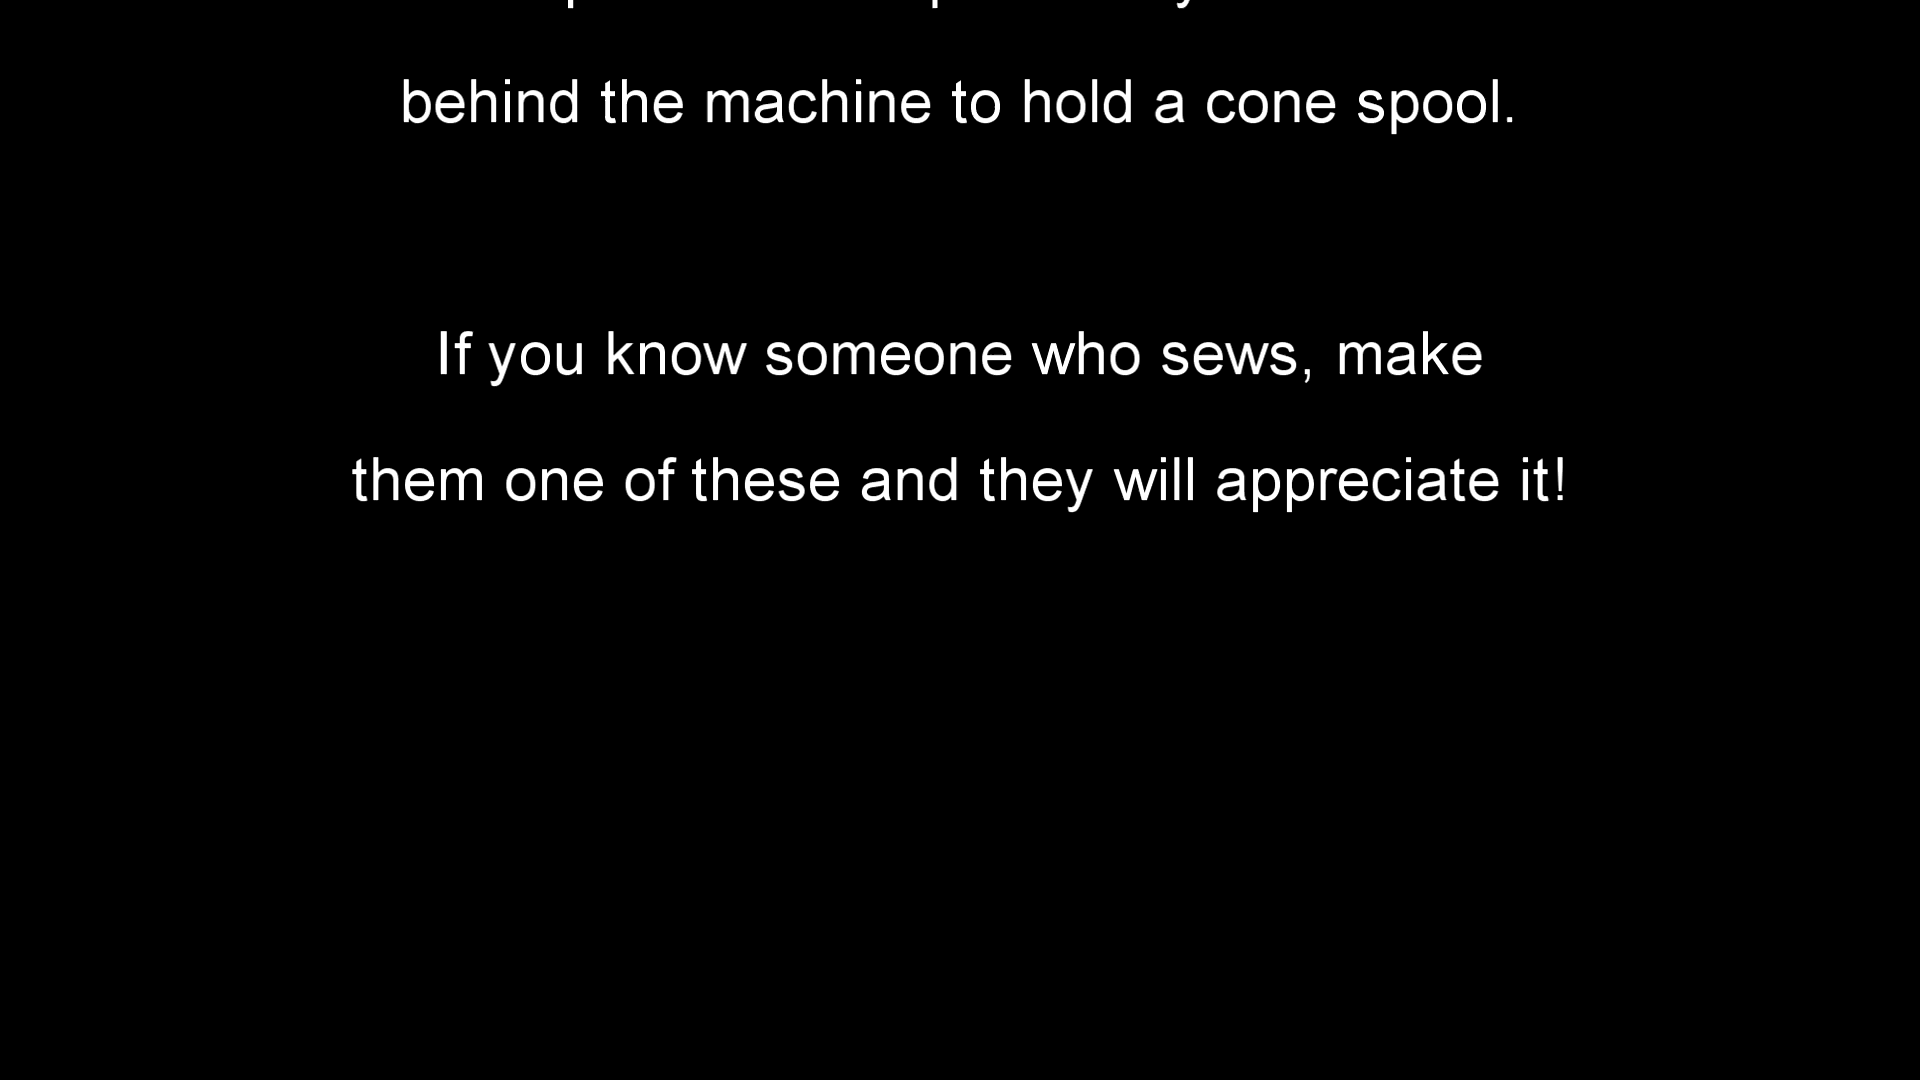 behind the machine to hold a cone spool.
If you know someone who sews, make
them one of these and they will appreciate it!